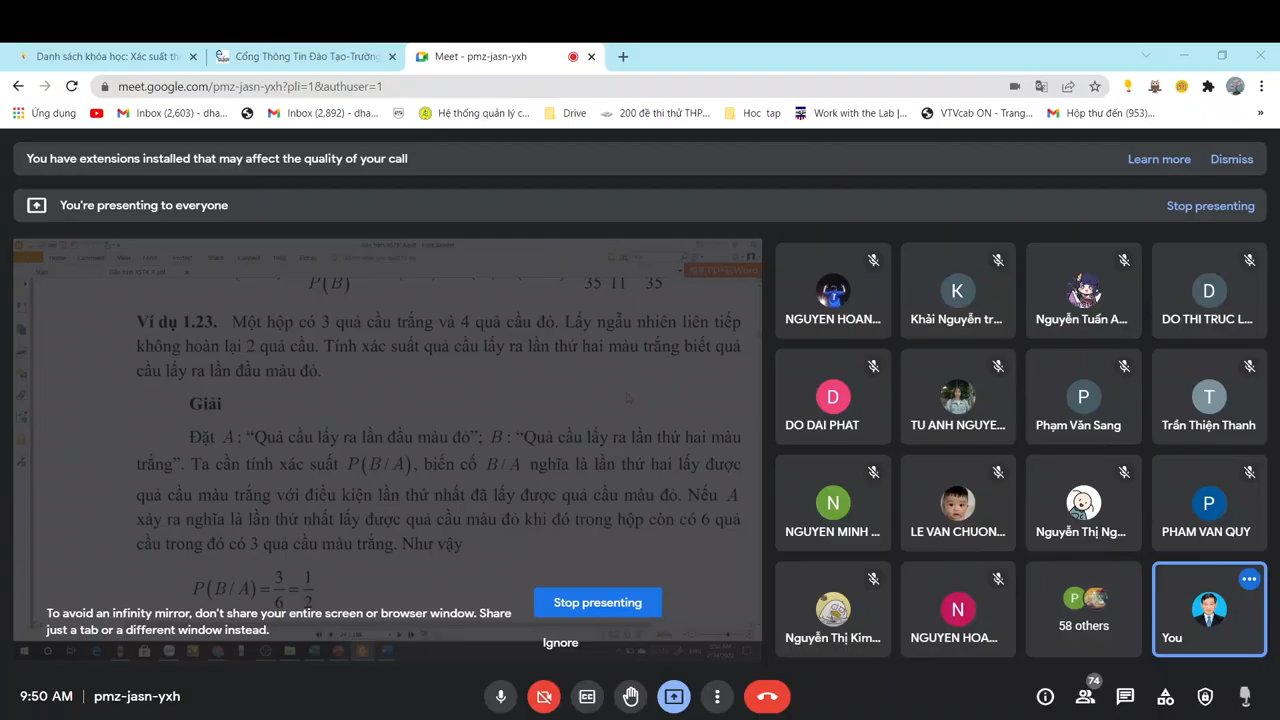 Danh sách khóa học: Xác suất th
Cổng Thông Tin Đào Tạo-Trường
Meet - pmz-jasn-yxh
meet.google.com/pmz-jasn-yxh?pli=1&authuser=1
Ứng dụng
Inbox (2,603) - dha...
Inbox (2,892) - dha...
Hệ thống quản lý c...
Drive
200 đề thi thử THP...
Hoc tap
Work with the Lab |...
VTVcab ON - Trang...
Hộp thư đến (953)...
»
You have extensions installed that may affect the quality of your call
Learn more
Dismiss
You're presenting to everyone
Stop presenting
P(B)
35 11 35
Ví dụ 1.23. Một hộp có 3 quả cầu trắng và 4 quả cầu đỏ. Lấy ngẫu nhiên liên tiếp
không hoàn lại 2 quả cầu. Tính xác suất quả cầu lấy ra lần thứ hai màu trắng biết quả
cầu lấy ra lần đầu màu đỏ.
Giải
Đặt A: “Quả cầu lấy ra lần đầu màu đỏ”; B: “Quả cầu lấy ra lần thứ hai màu
trắng”. Ta cần tính xác suất P(B/A), biến cố B/A nghĩa là lần thứ hai lấy được
quả cầu màu trắng với điều kiện lần thứ nhất đã lấy được quả cầu màu đỏ. Nếu A
xảy ra nghĩa là lần thứ nhất lấy được quả cầu màu đỏ khi đó trong hộp còn có 6 quả
cầu trong đó có 3 quả cầu màu trắng. Như vậy
P(B/A) = 3/6 = 1/2
To avoid an infinity mirror, don't share your entire screen or browser window. Share
just a tab or a different window instead.
Stop presenting
Ignore
NGUYEN HOAN...
K
Khải Nguyễn tr...
Nguyễn Tuấn A...
D
DO THI TRUC L...
D
DO DAI PHAT
TU ANH NGUYE...
P
Phạm Văn Sang
T
Trần Thiện Thanh
N
NGUYEN MINH ...
LE VAN CHUON...
Nguyễn Thị Ng...
P
PHAM VAN QUY
Nguyễn Thị Kim...
N
NGUYEN HOA...
P
58 others
You
9:50 AM
pmz-jasn-yxh
74